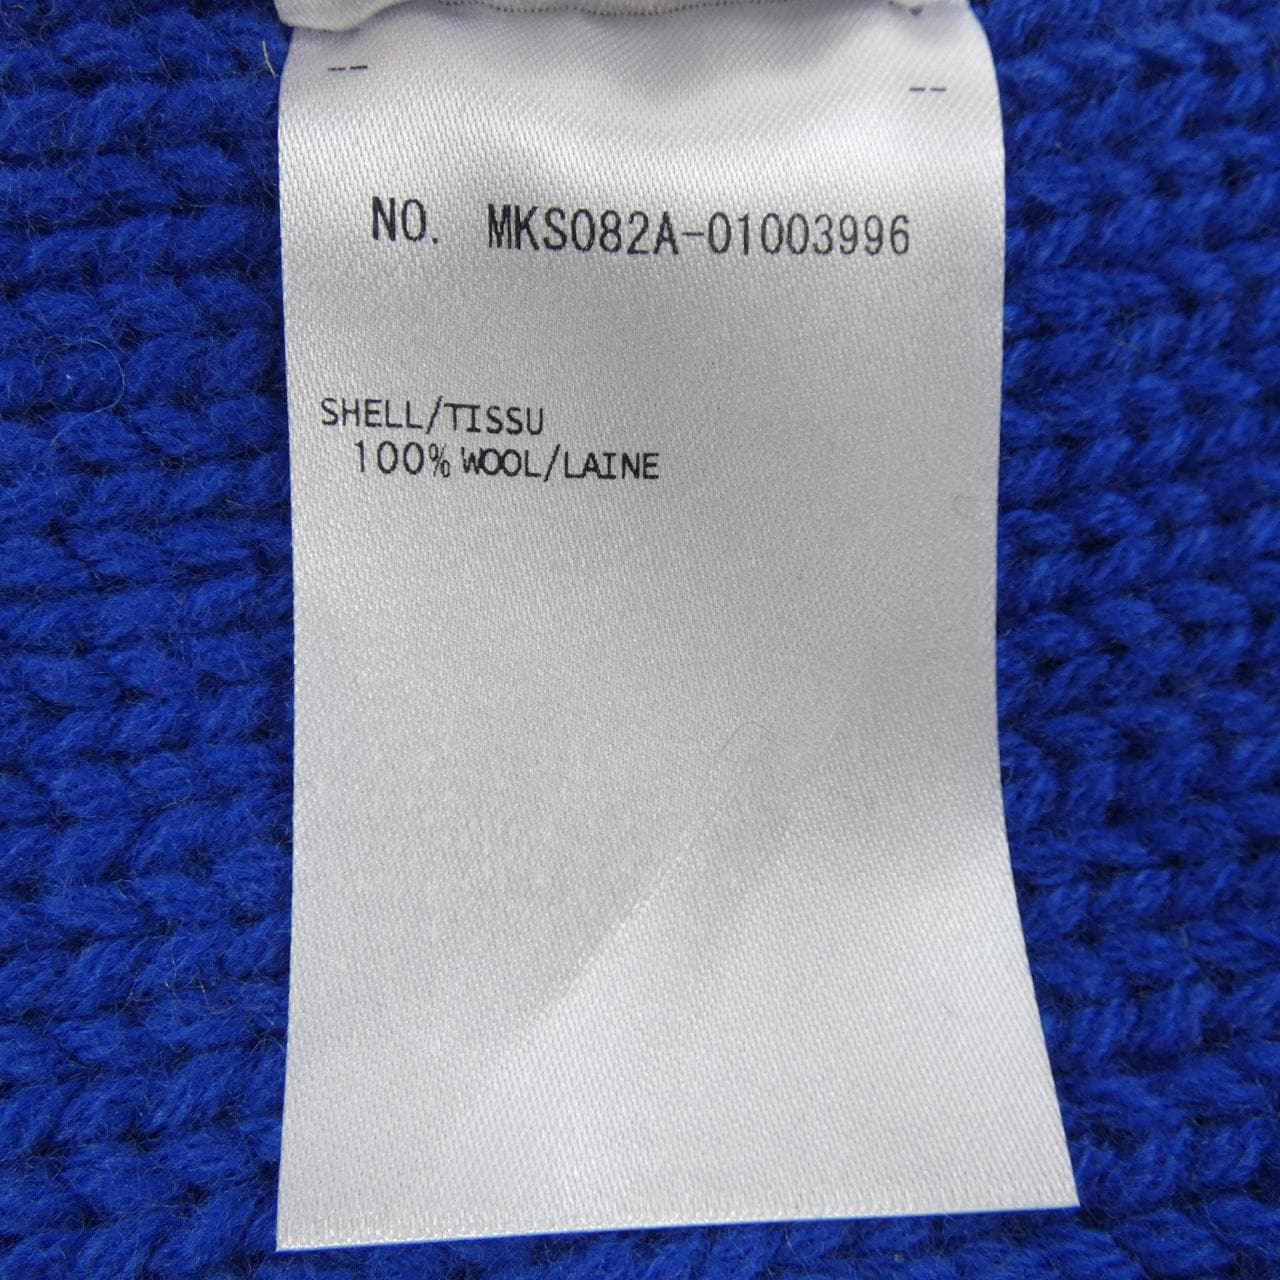 -- --
NO. MKS082A-01003996
SHELL/TISSU
100% WOOL/LAINE